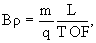 Bρ = m/q L/TOF,